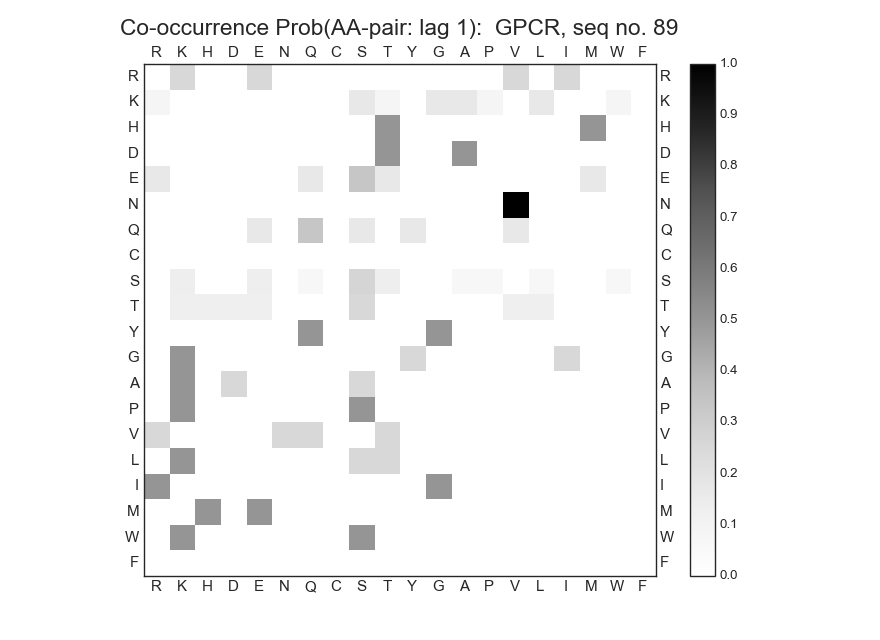 Co-occurrence Prob(AA-pair: lag 1):  GPCR, seq no. 89
R K H D E N Q C S T Y G A P V L I M W F
R R 1.0
K K 0.9
H H
D D 0.8
E E
N N 0.7
Q Q
C C 0.6
S S
T T 0.5
Y Y
G G 0.4
A A
P P 0.3
V V
L L 0.2
I I
M M 0.1
W W
F F 0.0
R K H D E N Q C S T Y G A P V L I M W F